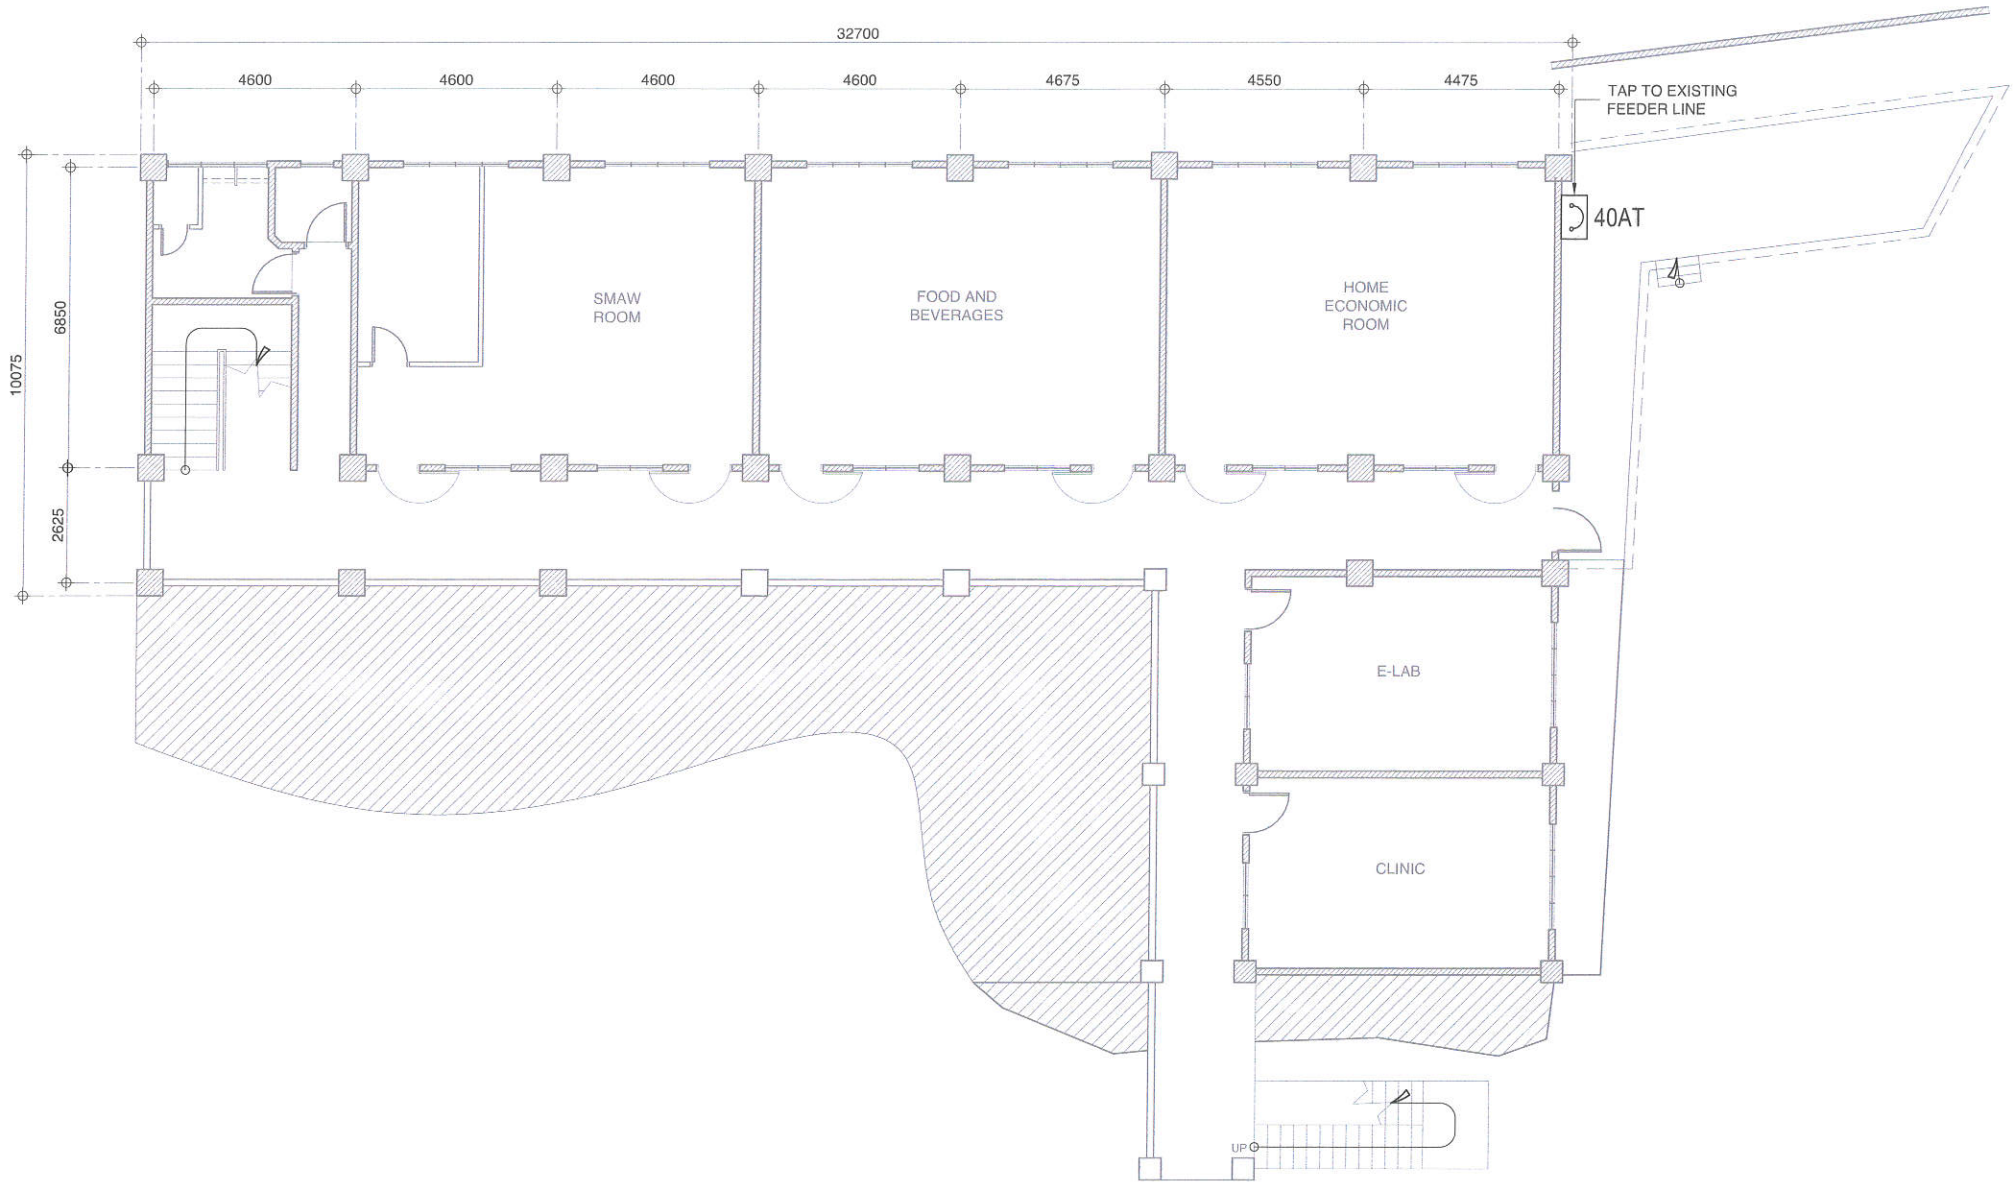 32700
4600
4600
4600
4600
4675
4550
4475
TAP TO EXISTING
FEEDER LINE
40AT
SMAW
ROOM
FOOD AND
BEVERAGES
HOME
ECONOMIC
ROOM
6850
10075
2625
E-LAB
CLINIC
UP